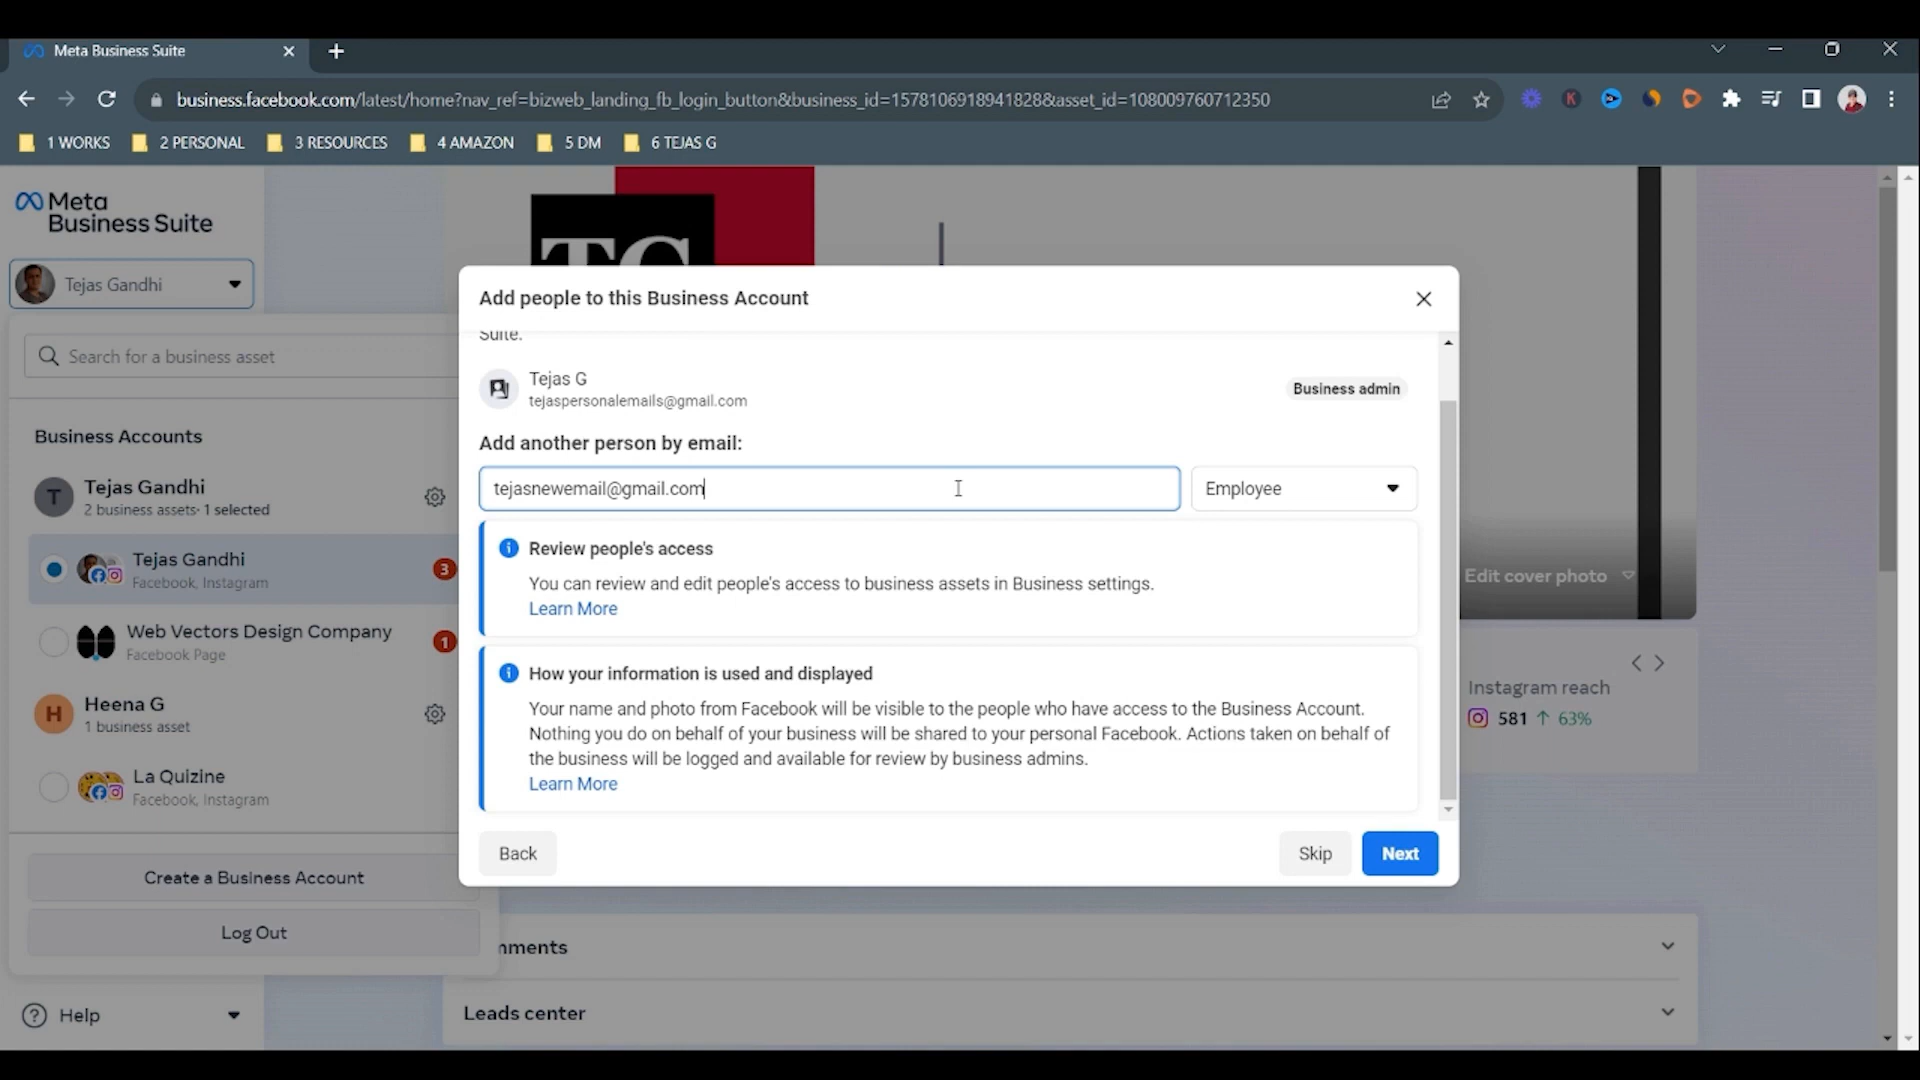 Meta Business Suite
business.facebook.com/latest/home?nav_ref=bizweb_landing_fb_login_button&business_id=1578106918941828&asset_id=108009760712350
1 WORKS
2 PERSONAL
3 RESOURCES
4 AMAZON
5 DM
6 TEJAS G
Meta
Business Suite
Tejas Gandhi
Search for a business asset
Business Accounts
T
Tejas Gandhi
2 business assets· 1 selected
Tejas Gandhi
Facebook, Instagram
3
Web Vectors Design Company
Facebook Page
1
H
Heena G
1 business asset
La Quizine
Facebook, Instagram
Create a Business Account
Log Out
Help
TG
Add people to this Business Account
Suite.
Tejas G
tejaspersonalemails@gmail.com
Business admin
Add another person by email:
tejasnewemail@gmail.com
Employee
Review people's access
You can review and edit people's access to business assets in Business settings.
Learn More
How your information is used and displayed
Your name and photo from Facebook will be visible to the people who have access to the Business Account.
Nothing you do on behalf of your business will be shared to your personal Facebook. Actions taken on behalf of
the business will be logged and available for review by business admins.
Learn More
Back
Skip
Next
Edit cover photo
Instagram reach
581 ↑ 63%
mments
Leads center